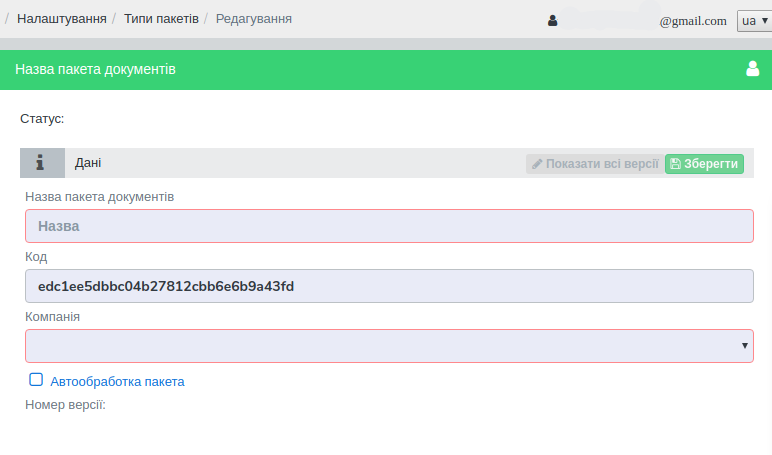 / Налаштування / Типи пакетів / Редагування @gmail.com ua
Назва пакета документів
Статус:
Дані Показати всі версії Зберегти
Назва пакета документів
Назва
Код
edc1ee5dbbc04b27812cbb6e6b9a43fd
Компанія
Автообработка пакета
Номер версії: